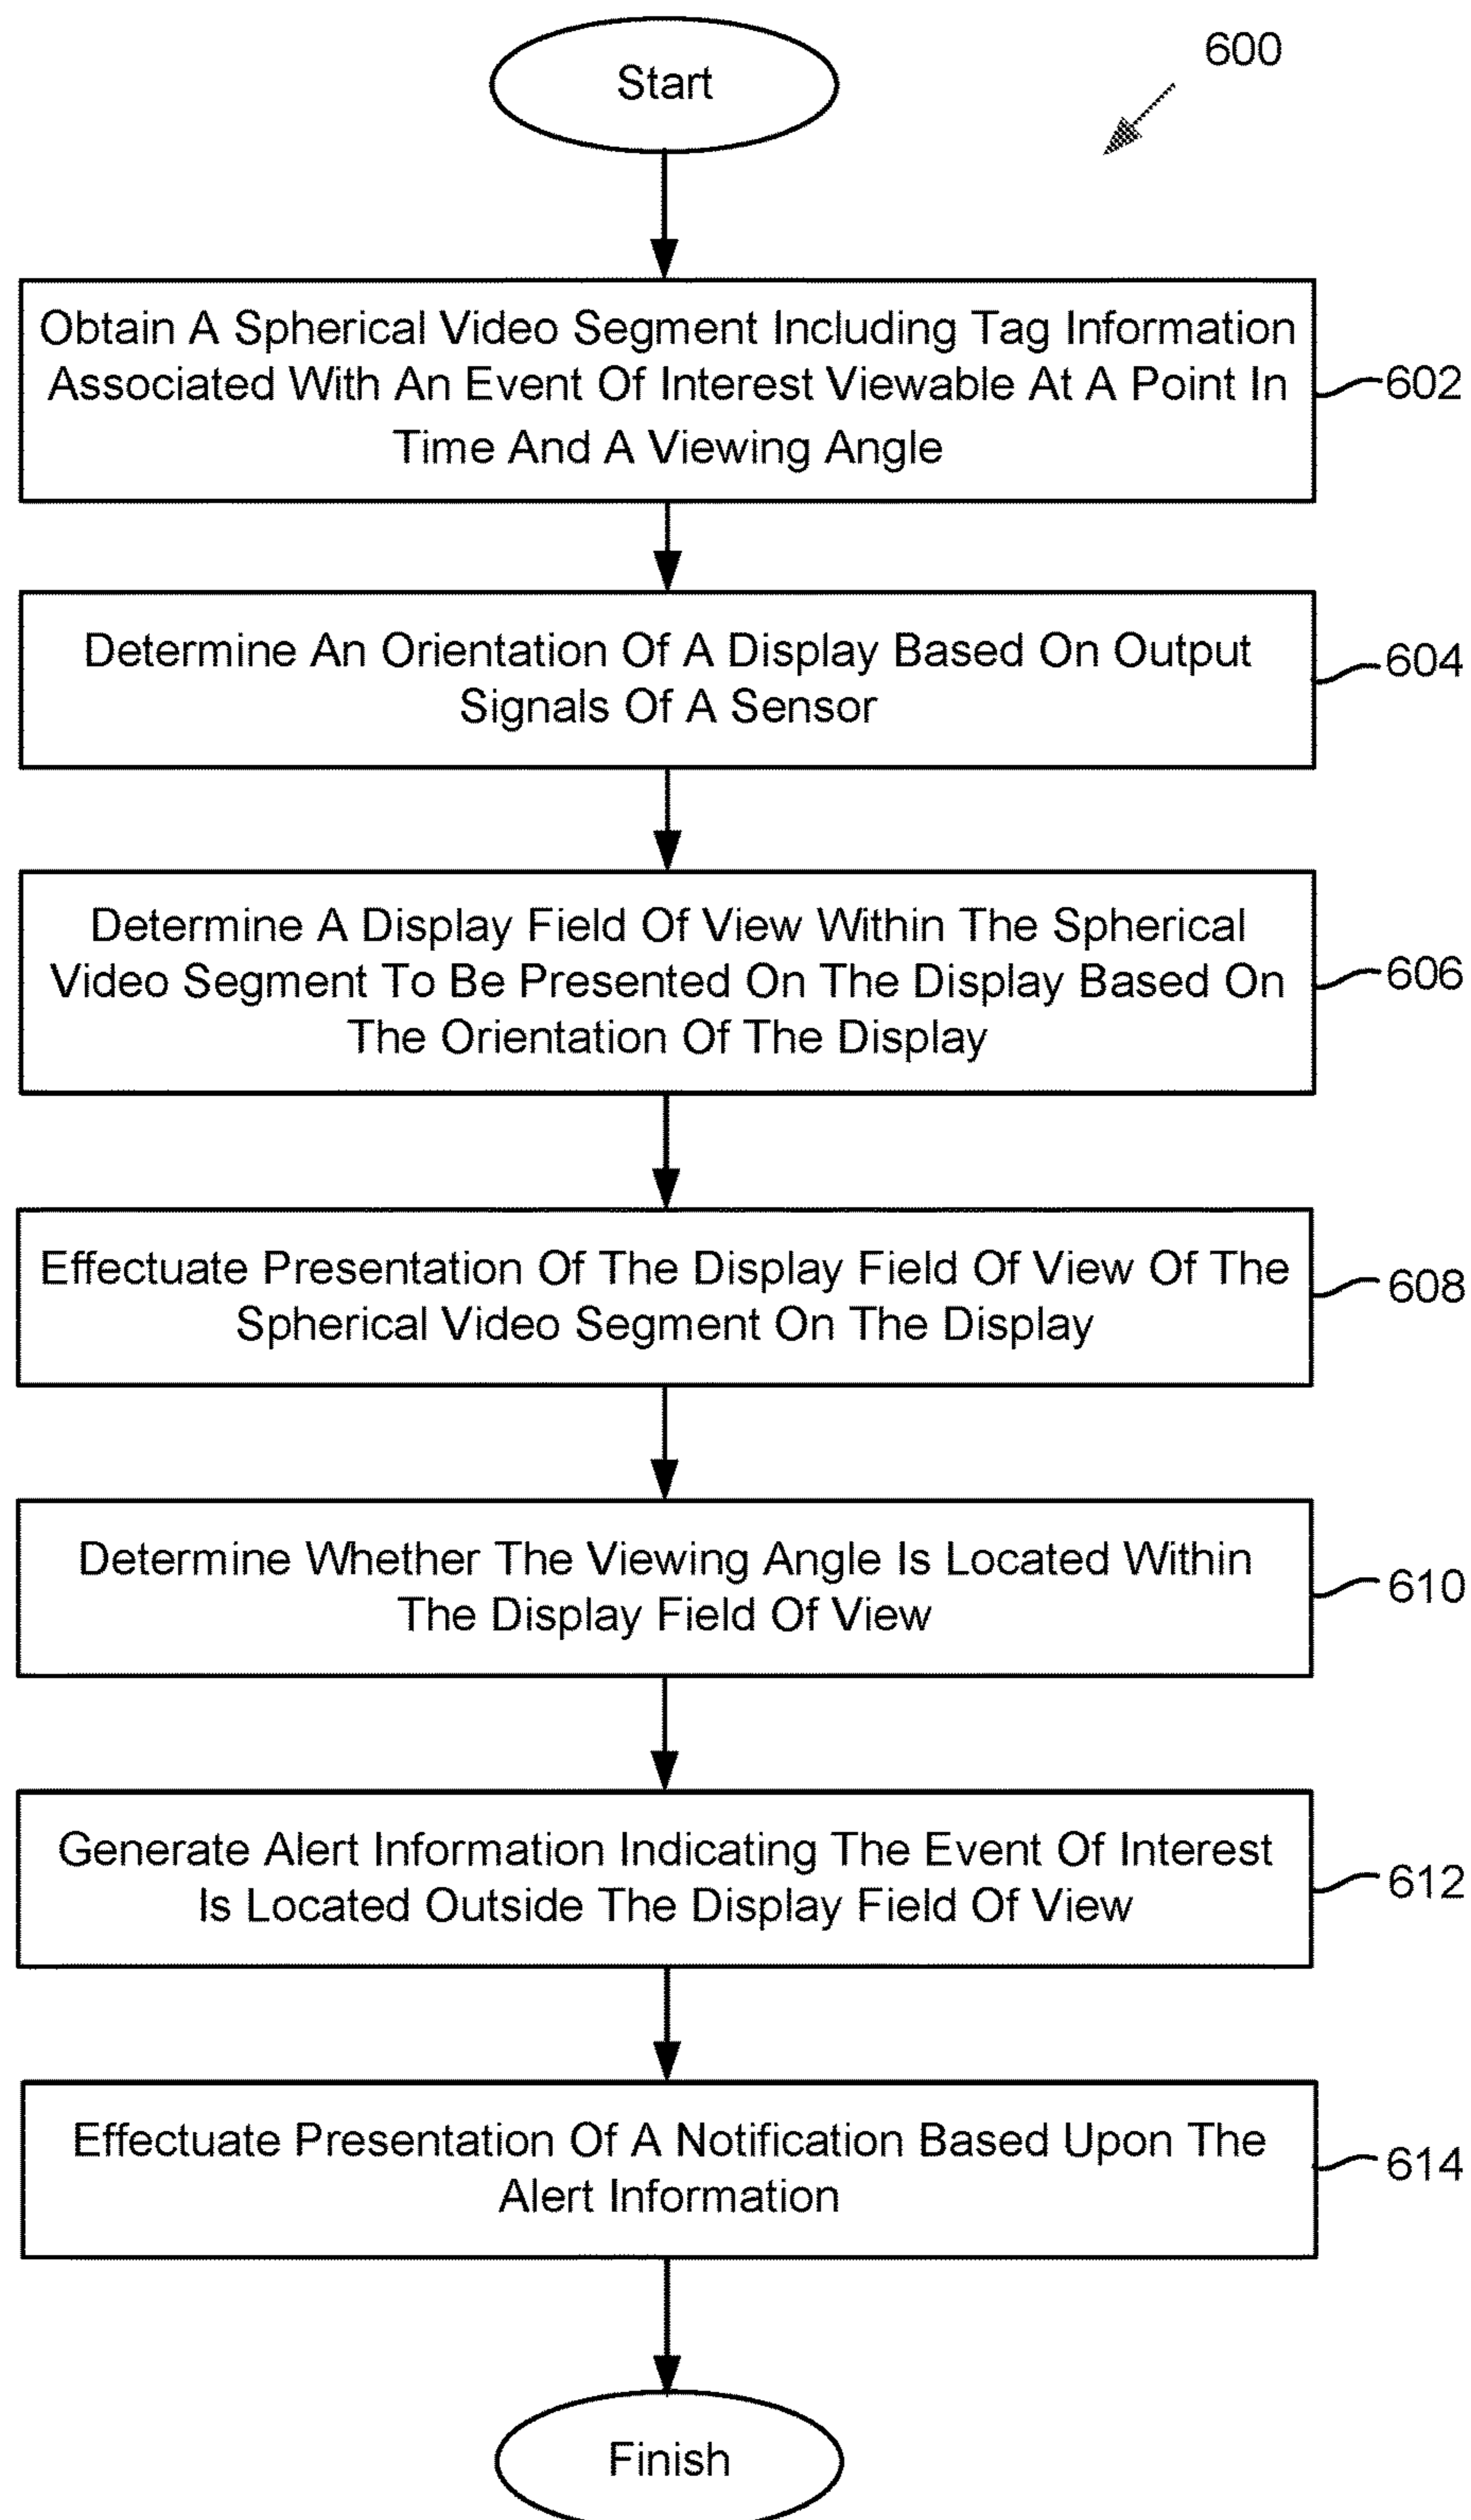 600
Start
Obtain A Spherical Video Segment Including Tag Information
Associated With An Event Of Interest Viewable At A Point In
Time And A Viewing Angle
602
Determine An Orientation Of A Display Based On Output
Signals Of A Sensor
604
Determine A Display Field Of View Within The Spherical
Video Segment To Be Presented On The Display Based On
The Orientation Of The Display
606
Effectuate Presentation Of The Display Field Of View Of The
Spherical Video Segment On The Display
608
Determine Whether The Viewing Angle Is Located Within
The Display Field Of View
610
Generate Alert Information Indicating The Event Of Interest
Is Located Outside The Display Field Of View
612
Effectuate Presentation Of A Notification Based Upon The
Alert Information
614
Finish